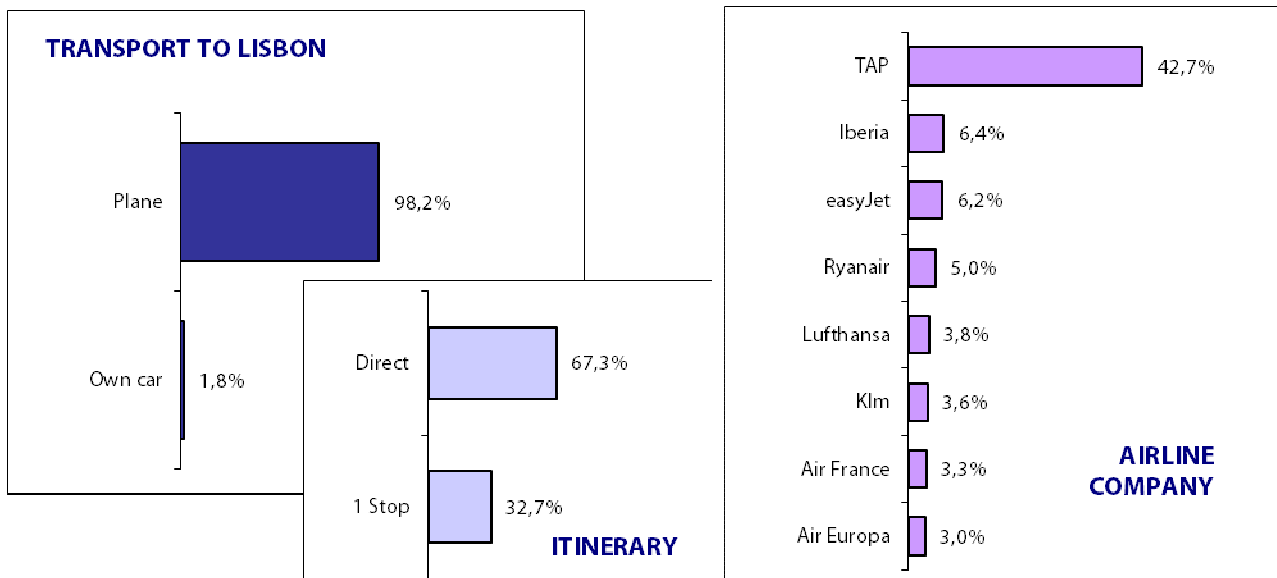 TRANSPORT TO LISBON
Plane
98,2%
Own car
1,8%
Direct
67,3%
1 Stop
32,7%
ITINERARY
TAP
42,7%
Iberia
6,4%
easyJet
6,2%
Ryanair
5,0%
Lufthansa
3,8%
Klm
3,6%
Air France
3,3%
Air Europa
3,0%
AIRLINE
COMPANY